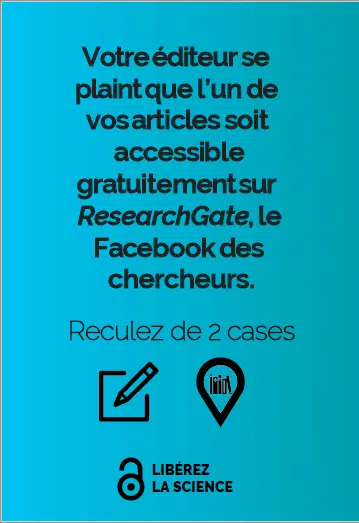 Votre éditeur se
plaint que l'un de
vos articles soit
accessible
gratuitement sur
ResearchGate, le
Facebook des
chercheurs.
Reculez de 2 cases
LIBÉREZ
LA SCIENCE